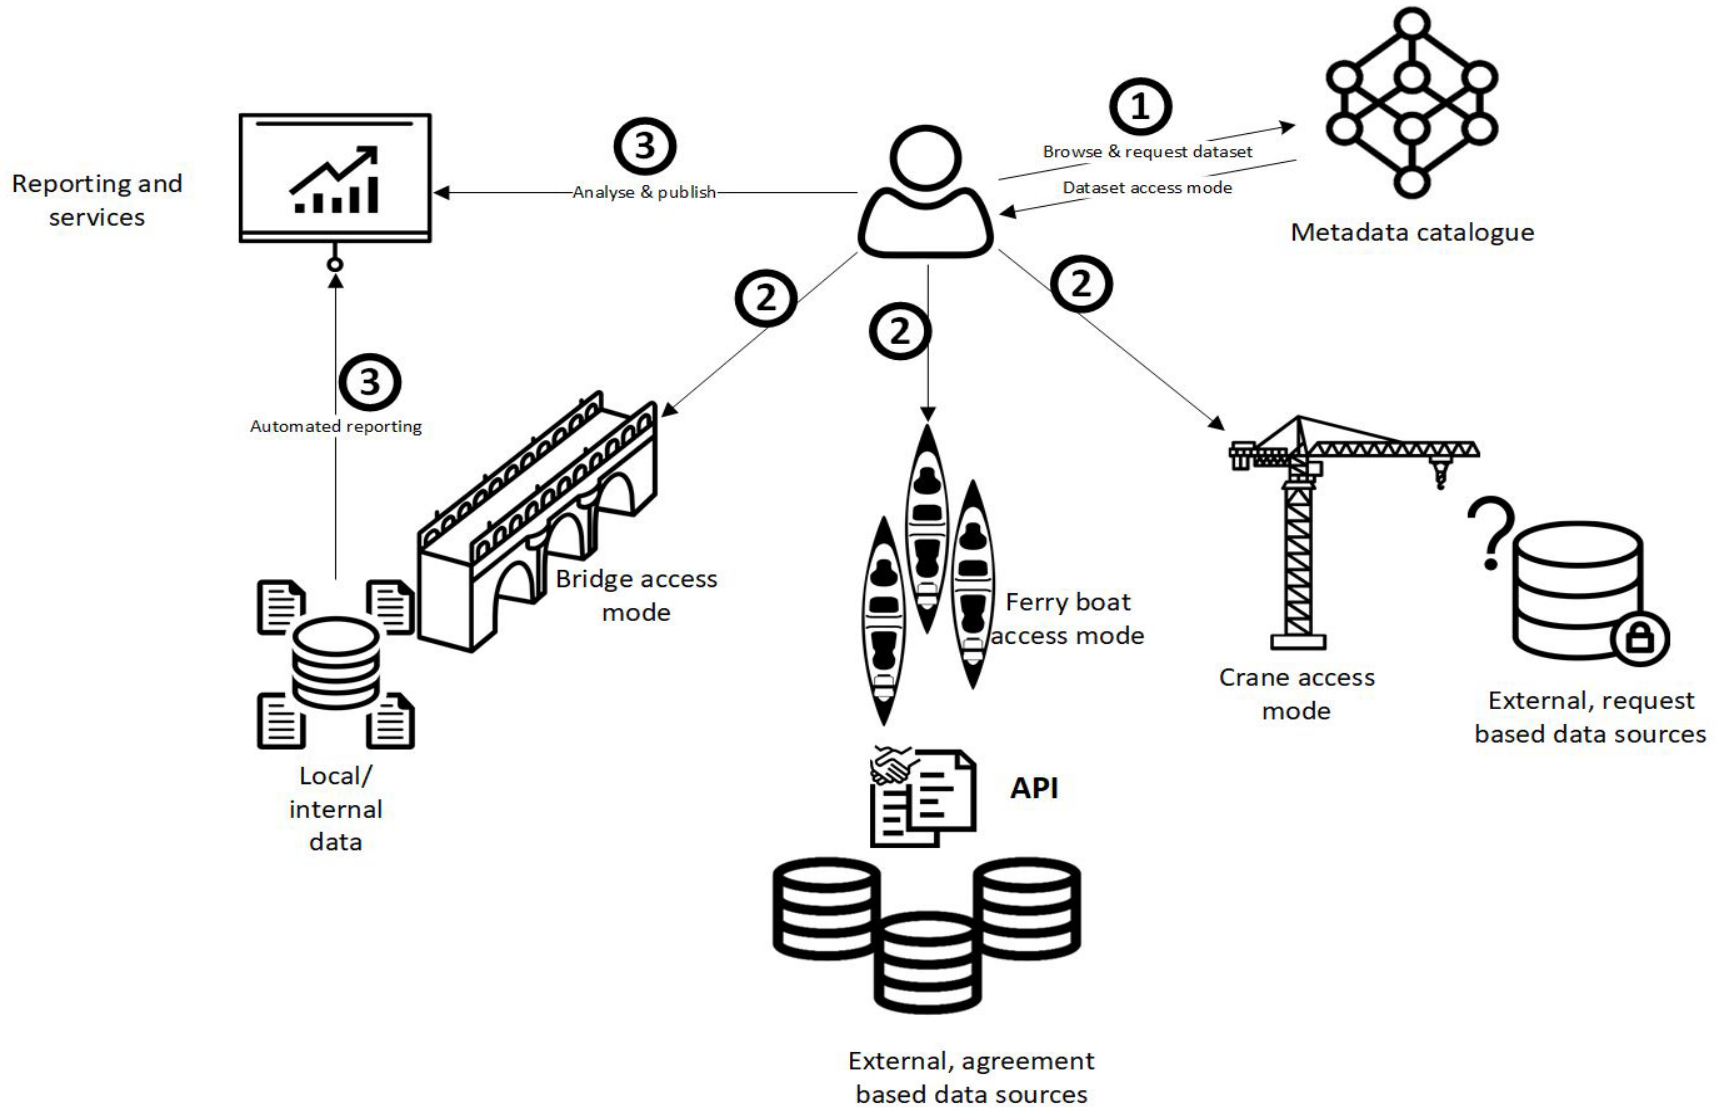 1
Browse & request dataset
Dataset access mode
Metadata catalogue
3
Analyse & publish
Reporting and
services
2
2
2
3
Automated reporting
Bridge access
mode
Ferry boat
access mode
Crane access
mode
?
External, request
based data sources
Local/
internal
data
API
External, agreement
based data sources